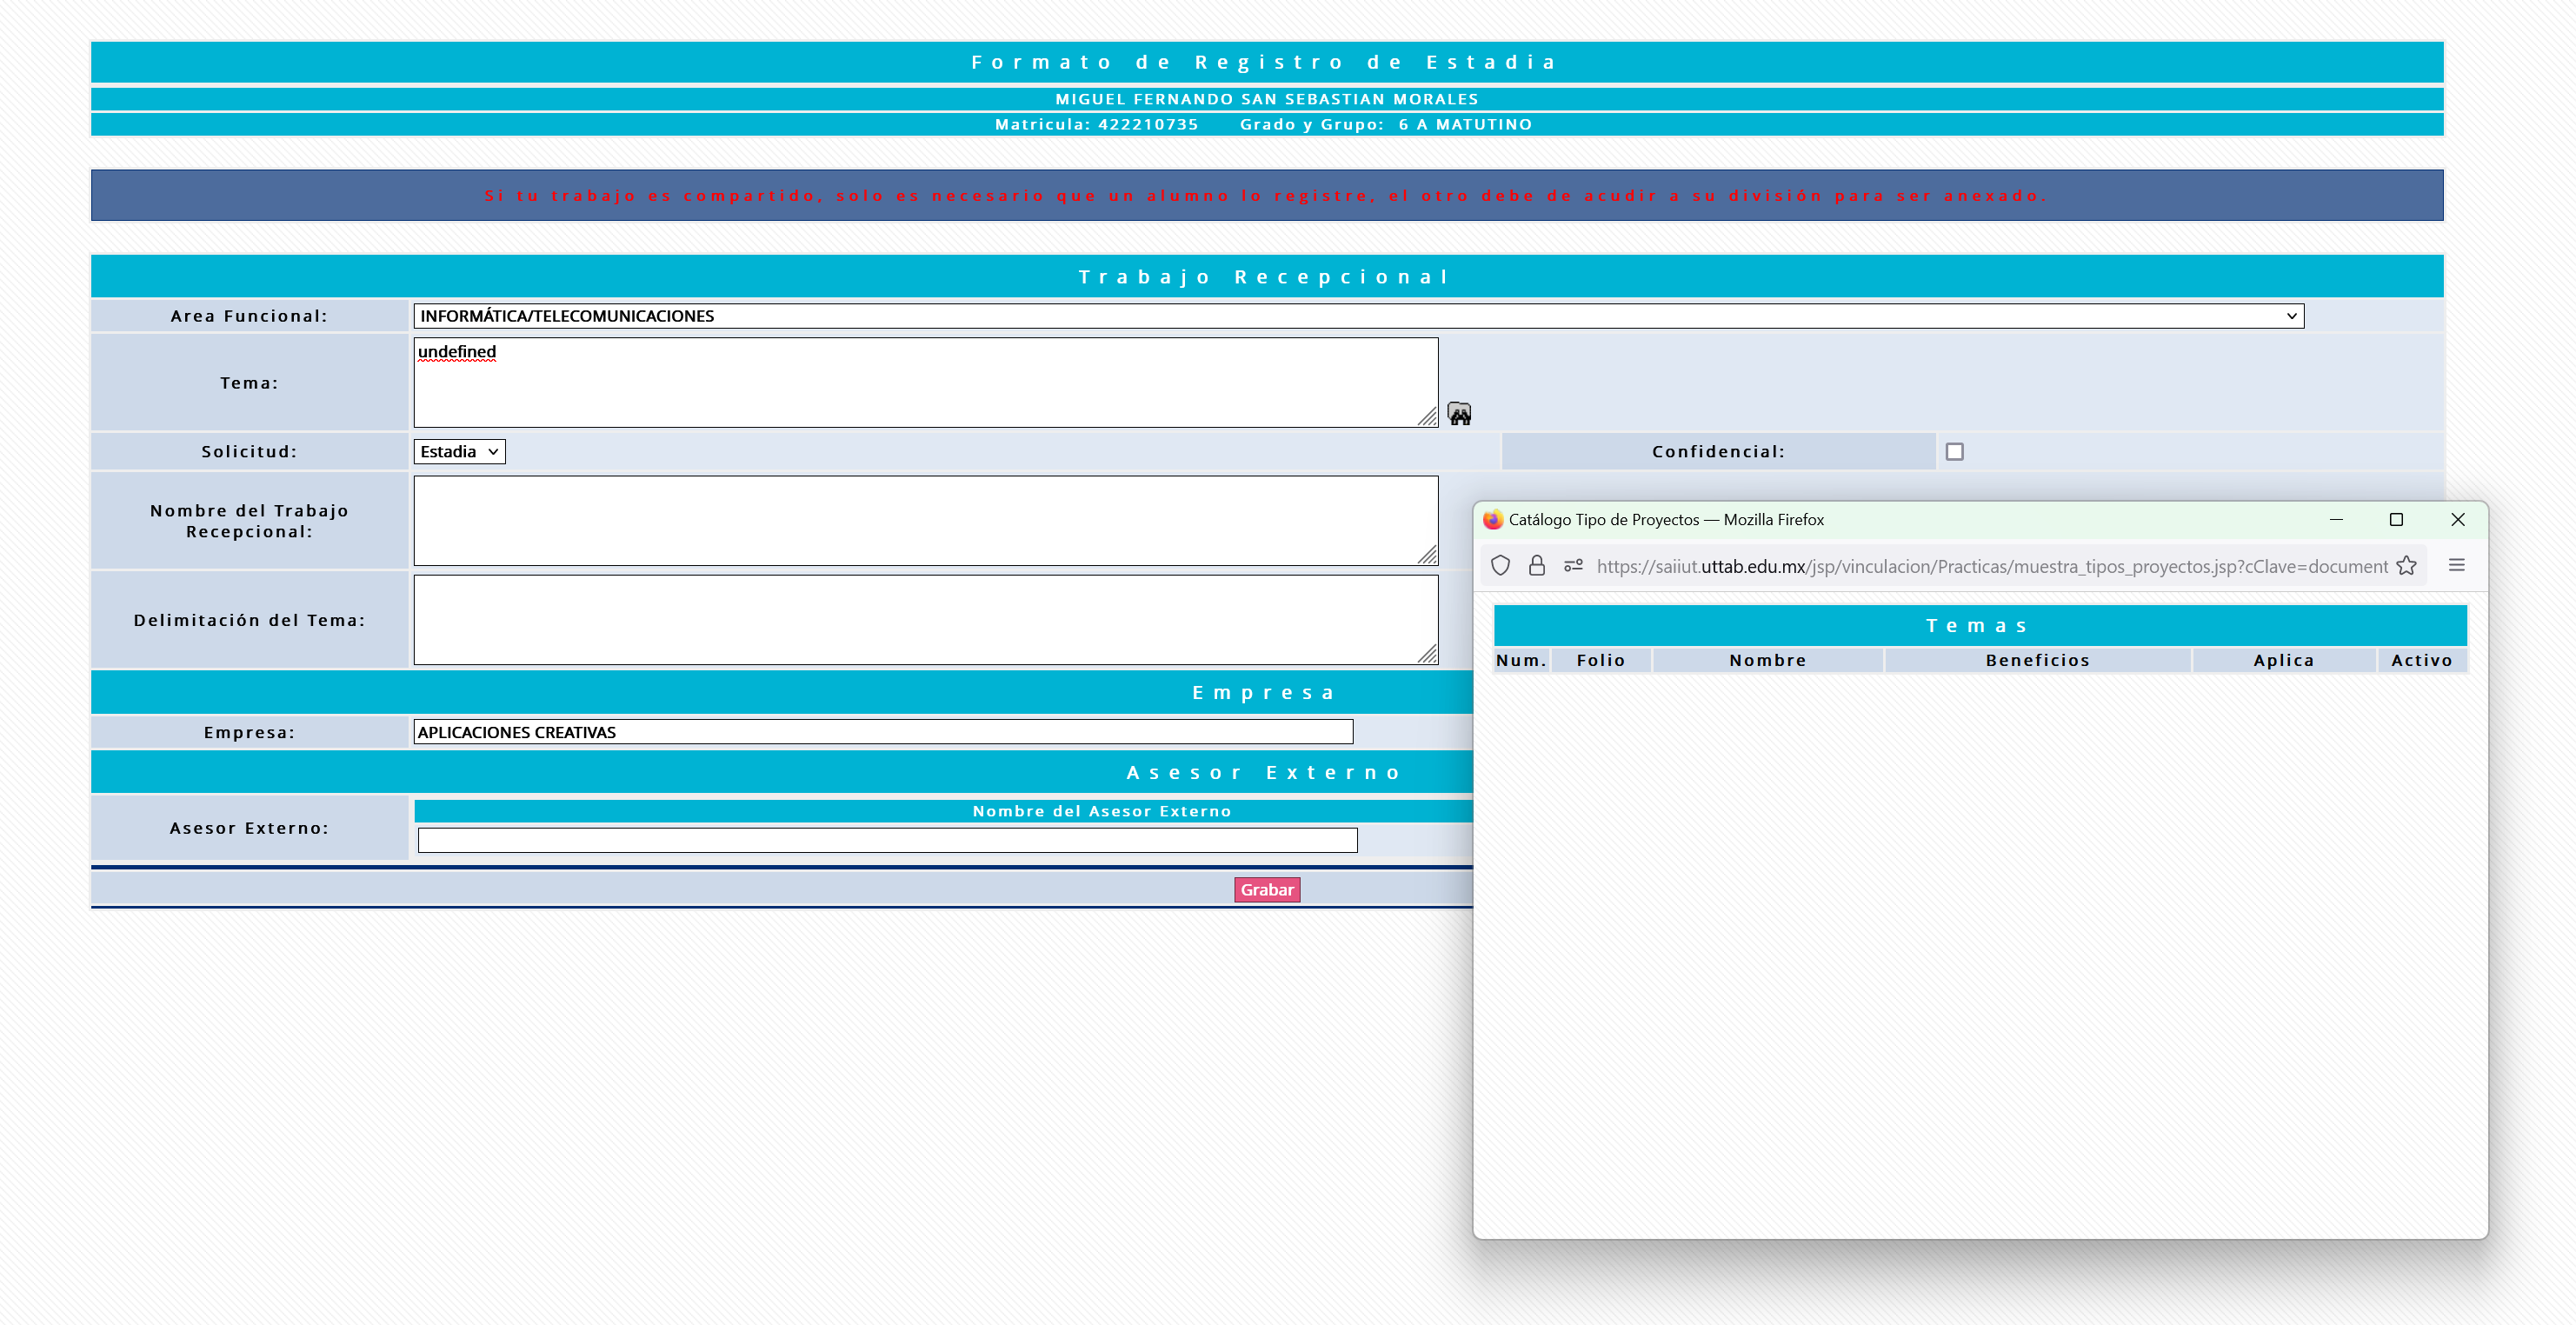 Formato de Registro de Estadia
MIGUEL FERNANDO SAN SEBASTIAN MORALES
Matricula: 422210735 Grado y Grupo: 6 A MATUTINO
Si tu trabajo es compartido, solo es necesario que un alumno lo registre, el otro debe de acudir a su división para ser anexado.
Trabajo Recepcional
Area Funcional: INFORMÁTICA/TELECOMUNICACIONES
Tema: undefined
Solicitud: Estadia Confidencial:
Nombre del Trabajo
Recepcional:
Delimitación del Tema:
Empresa
Empresa: APLICACIONES CREATIVAS
Asesor Externo
Nombre del Asesor Externo
Asesor Externo:
Grabar
Catálogo Tipo de Proyectos — Mozilla Firefox
https://saiiut.uttab.edu.mx/jsp/vinculacion/Practicas/muestra_tipos_proyectos.jsp?cClave=document
Temas
Num. Folio Nombre Beneficios Aplica Activo